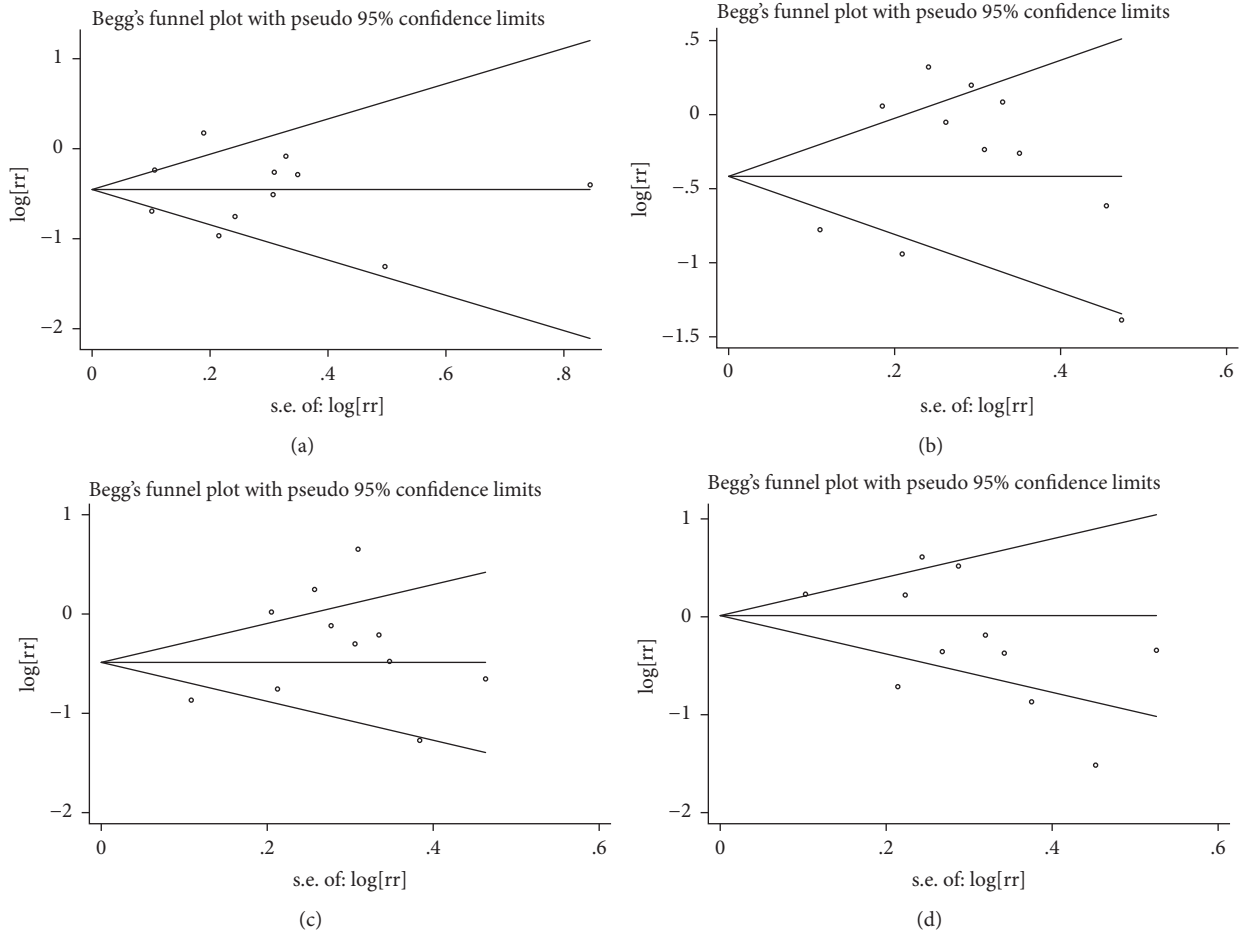 Begg’s funnel plot with pseudo 95% confidence limits
1
0
−1
−2
log[rr]
0
.2
.4
.6
.8
s.e. of: log[rr]
(a)
Begg’s funnel plot with pseudo 95% confidence limits
.5
0
−.5
−1
−1.5
log[rr]
0
.2
.4
.6
s.e. of: log[rr]
(b)
Begg’s funnel plot with pseudo 95% confidence limits
1
0
−1
−2
log[rr]
0
.2
.4
.6
s.e. of: log[rr]
(c)
Begg’s funnel plot with pseudo 95% confidence limits
1
0
−1
−2
log[rr]
0
.2
.4
.6
s.e. of: log[rr]
(d)